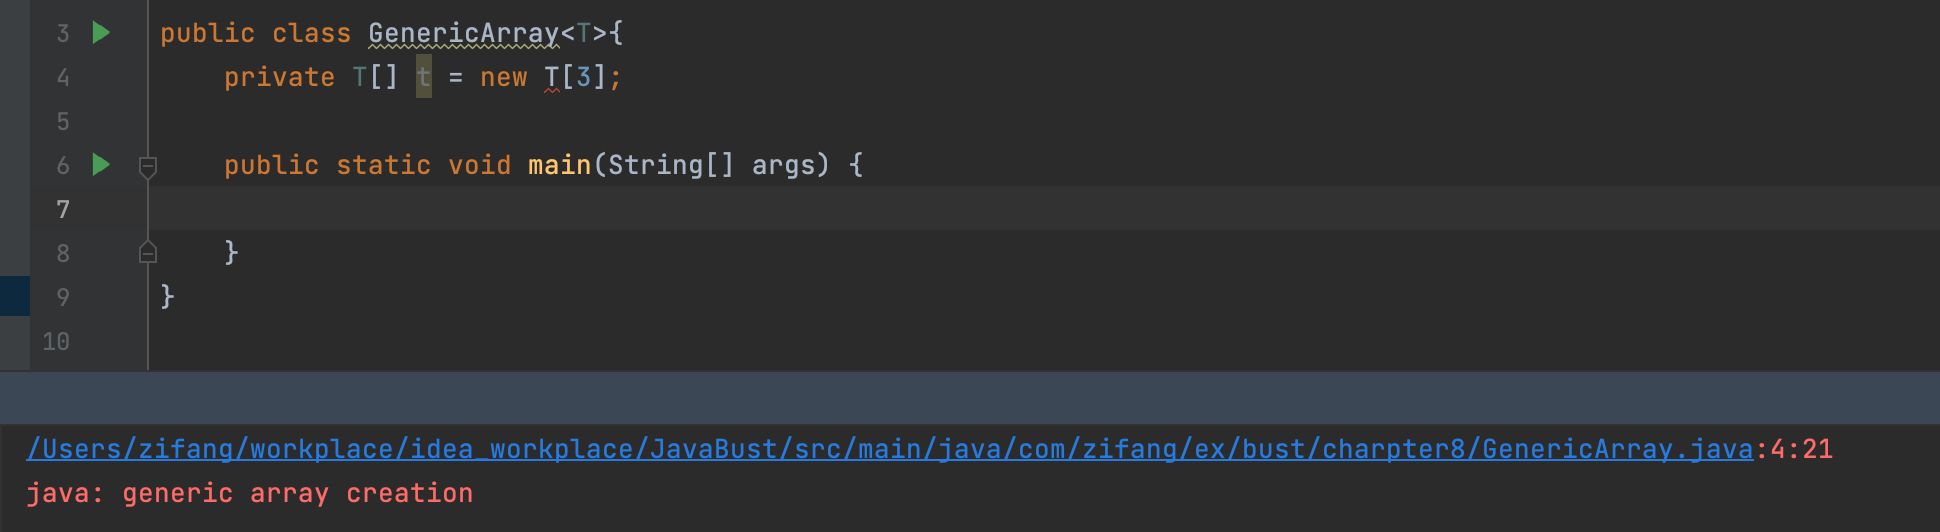 3 public class GenericArray<T>{
4 private T[] t = new T[3];
5
6 public static void main(String[] args) {
7
8 }
9 }
10
/Users/zifang/workplace/idea_workplace/JavaBust/src/main/java/com/zifang/ex/bust/charpter8/GenericArray.java:4:21
java: generic array creation